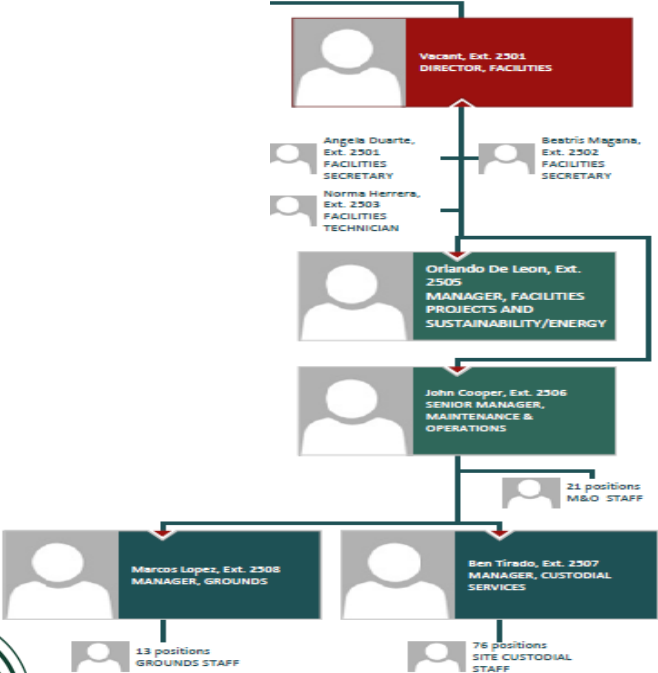 Vacant, Ext. 2501
DIRECTOR, FACILITIES
Angela Duarte,
Ext. 2501
FACILITIES
SECRETARY
Beatris Magana,
Ext. 2502
FACILITIES
SECRETARY
Norma Herrera,
Ext. 2503
FACILITIES
TECHNICIAN
Orlando De Leon, Ext.
2505
MANAGER, FACILITIES
PROJECTS AND
SUSTAINABILITY/ENERGY
John Cooper, Ext. 2506
SENIOR MANAGER,
MAINTENANCE &
OPERATIONS
21 positions
M&O STAFF
Marcos Lopez, Ext. 2508
MANAGER, GROUNDS
Ben Tirado, Ext. 2507
MANAGER, CUSTODIAL
SERVICES
13 positions
GROUNDS STAFF
76 positions
SITE CUSTODIAL
STAFF